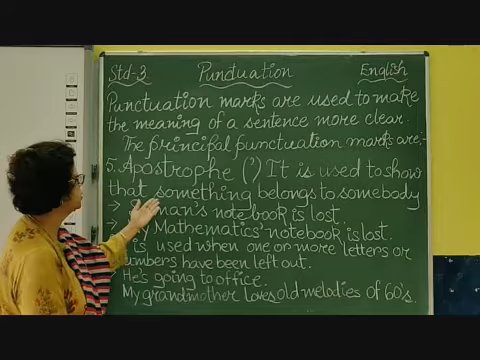 Std-3 Punctuation English
Punctuation marks are used to make
the meaning of a sentence more clear.
The principal punctuation marks are,-
5. Apostrophe (') It is used to show
that something belongs to somebody
→ man's notebook is lost.
→ My Mathematics' notebook is lost.
is used when one or more letters or
numbers have been left out.
He's going to office.
My grandmother loves old melodies of 60's.